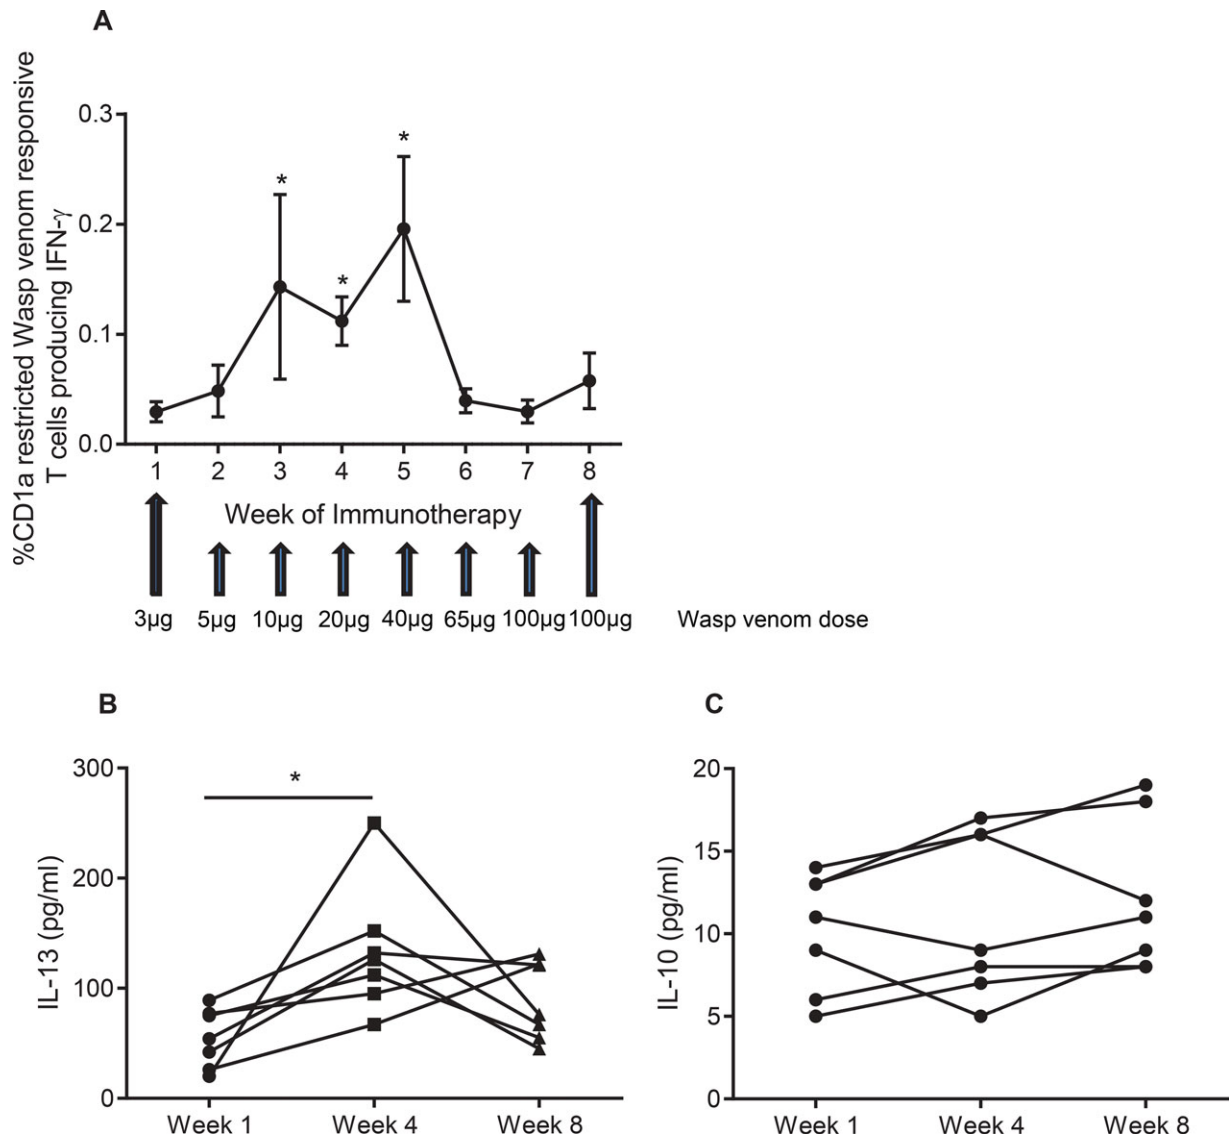 A
%CD1a restricted Wasp venom responsive
T cells producing IFN-γ
0.3
0.2
0.1
0.0
*
*
*
1 2 3 4 5 6 7 8
Week of Immunotherapy
3µg 5µg 10µg 20µg 40µg 65µg 100µg 100µg Wasp venom dose
B
IL-13 (pg/ml)
300
200
100
0
*
Week 1 Week 4 Week 8
C
IL-10 (pg/ml)
20
15
10
5
0
Week 1 Week 4 Week 8